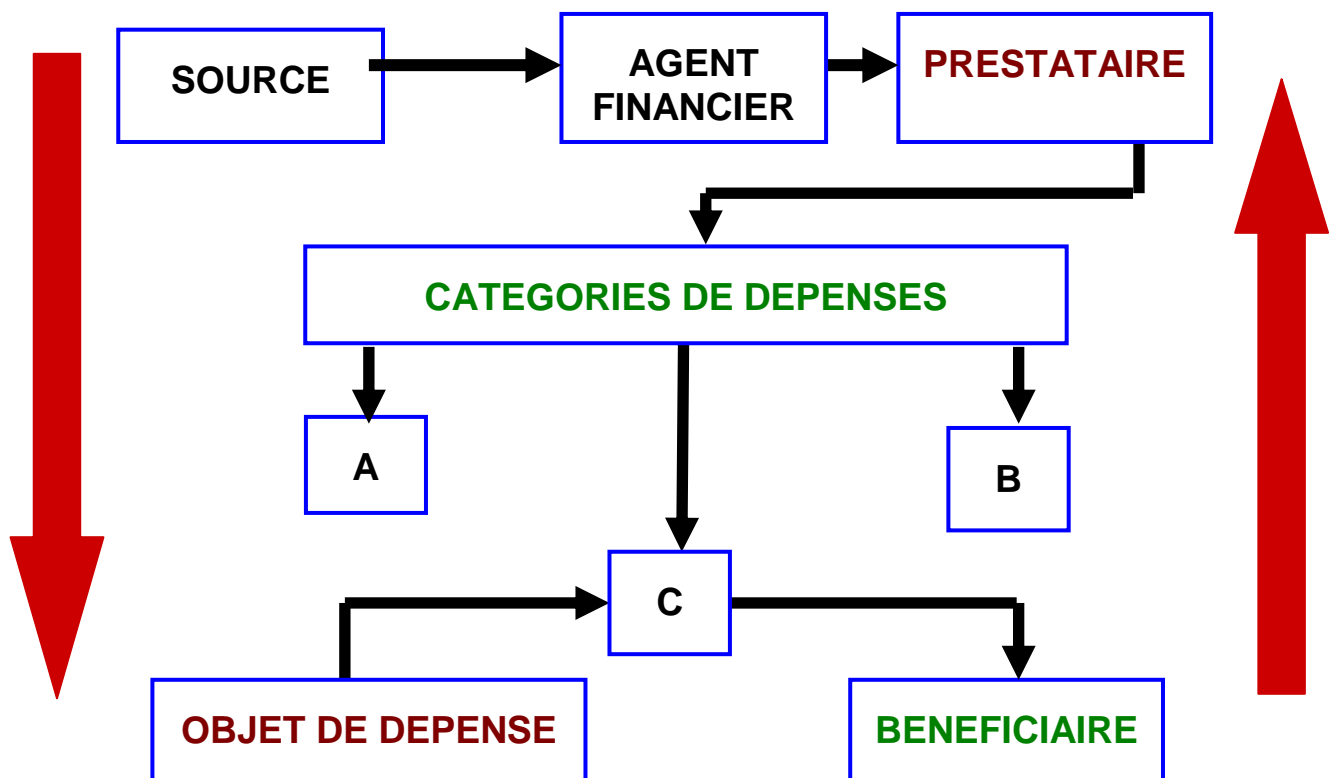 SOURCE
AGENT
FINANCIER
PRESTATAIRE
CATEGORIES DE DEPENSES
A
B
C
OBJET DE DEPENSE
BENEFICIAIRE